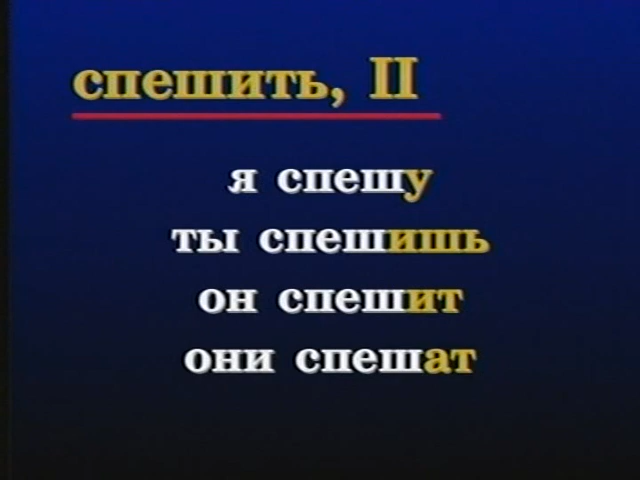 спешить, II
я спешу
ты спешишь
он спешит
они спешат